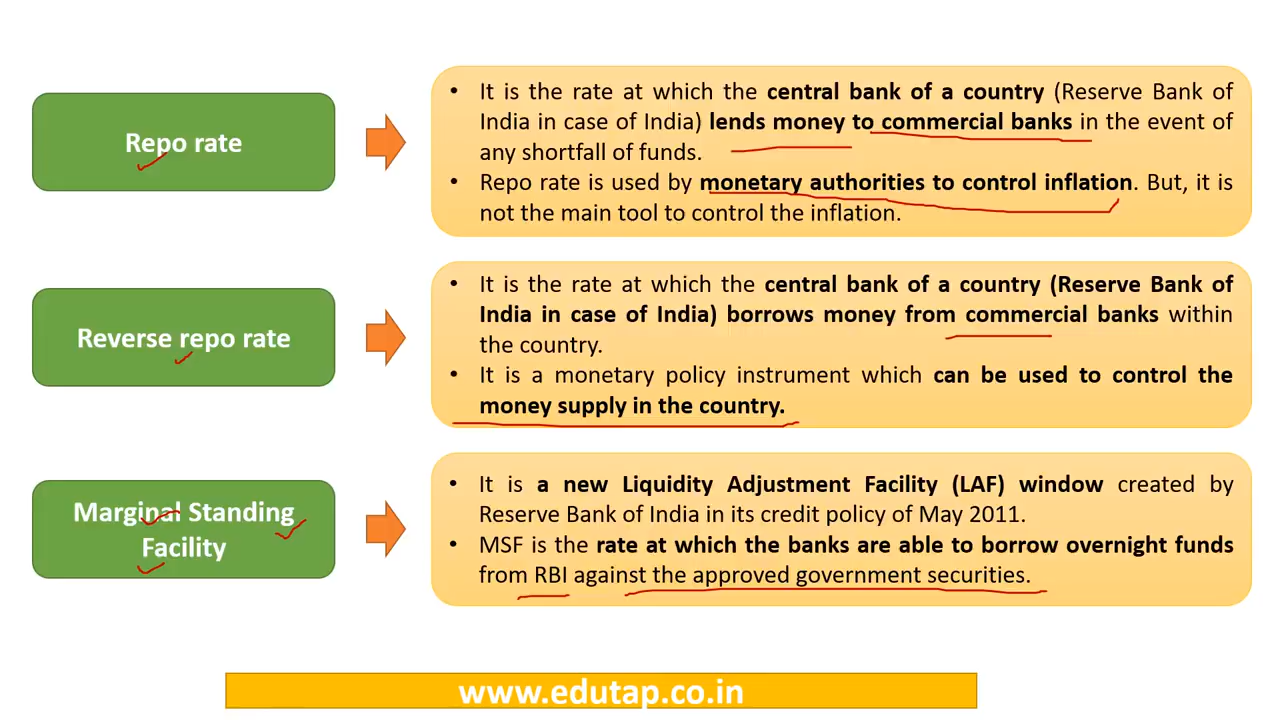 Repo rate
• It is the rate at which the central bank of a country (Reserve Bank of
India in case of India) lends money to commercial banks in the event of
any shortfall of funds.
• Repo rate is used by monetary authorities to control inflation. But, it is
not the main tool to control the inflation.
Reverse repo rate
• It is the rate at which the central bank of a country (Reserve Bank of
India in case of India) borrows money from commercial banks within
the country.
• It is a monetary policy instrument which can be used to control the
money supply in the country.
Marginal Standing
Facility
• It is a new Liquidity Adjustment Facility (LAF) window created by
Reserve Bank of India in its credit policy of May 2011.
• MSF is the rate at which the banks are able to borrow overnight funds
from RBI against the approved government securities.
www.edutap.co.in